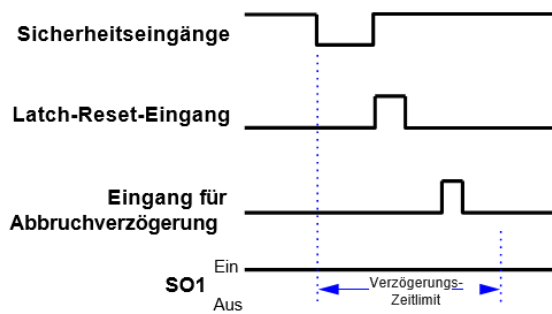 Sicherheitseingänge
Latch-Reset-Eingang
Eingang für
Abbruchverzögerung
Ein
SO1
Aus
Verzögerungs-
Zeitlimit